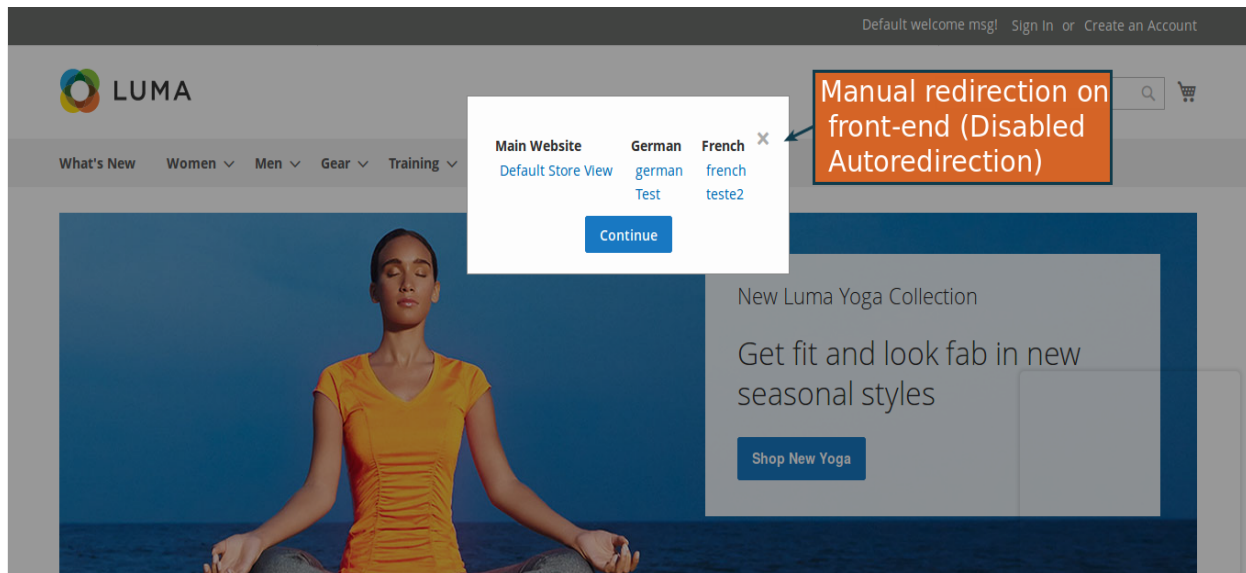 Default welcome msg! Sign In or Create an Account
LUMA
Manual redirection on
front-end (Disabled
Autoredirection)
What's New Women Men Gear Training
Main Website German French ×
Default Store View german french
Test teste2
Continue
New Luma Yoga Collection
Get fit and look fab in new
seasonal styles
Shop New Yoga